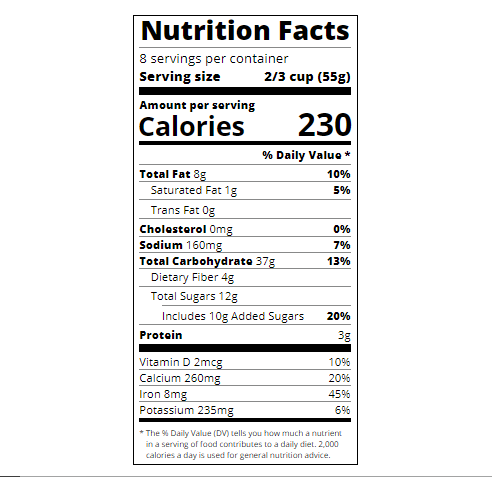 Nutrition Facts
8 servings per container
Serving size 2/3 cup (55g)
Amount per serving
Calories 230
% Daily Value *
Total Fat 8g 10%
Saturated Fat 1g 5%
Trans Fat 0g
Cholesterol 0mg 0%
Sodium 160mg 7%
Total Carbohydrate 37g 13%
Dietary Fiber 4g
Total Sugars 12g
Includes 10g Added Sugars 20%
Protein 3g
Vitamin D 2mcg 10%
Calcium 260mg 20%
Iron 8mg 45%
Potassium 235mg 6%
* The % Daily Value (DV) tells you how much a nutrient
in a serving of food contributes to a daily diet. 2,000
calories a day is used for general nutrition advice.